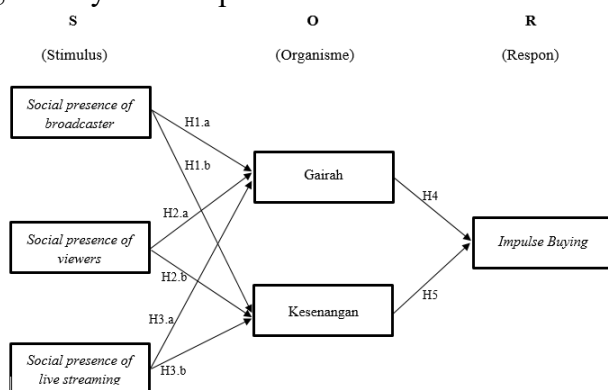 S O R
(Stimulus) (Organisme) (Respon)
Social presence of
broadcaster
H1.a
H1.b
Gairah
H4
H2.a
Social presence of
viewers
Impulse Buying
H2.b
H5
Kesenangan
H3.a
Social presence of
live streaming
H3.b